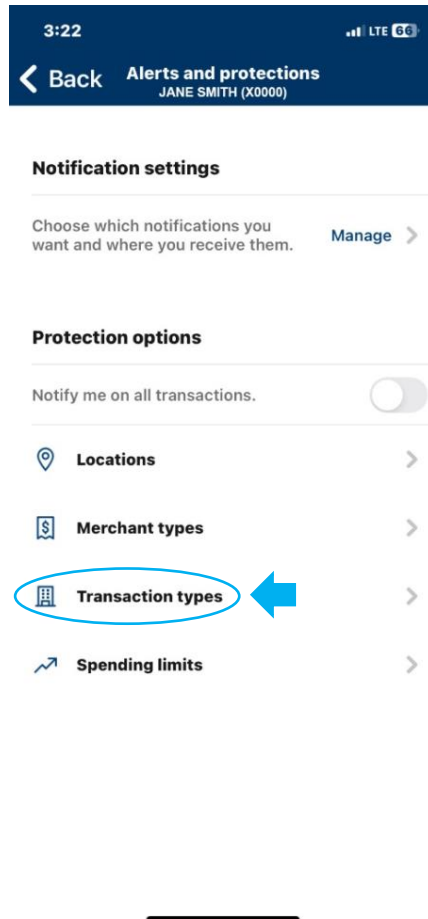 3:22 LTE 66
Back Alerts and protections
JANE SMITH (X0000)
Notification settings
Choose which notifications you
want and where you receive them. Manage
Protection options
Notify me on all transactions.
Locations
Merchant types
Transaction types
Spending limits